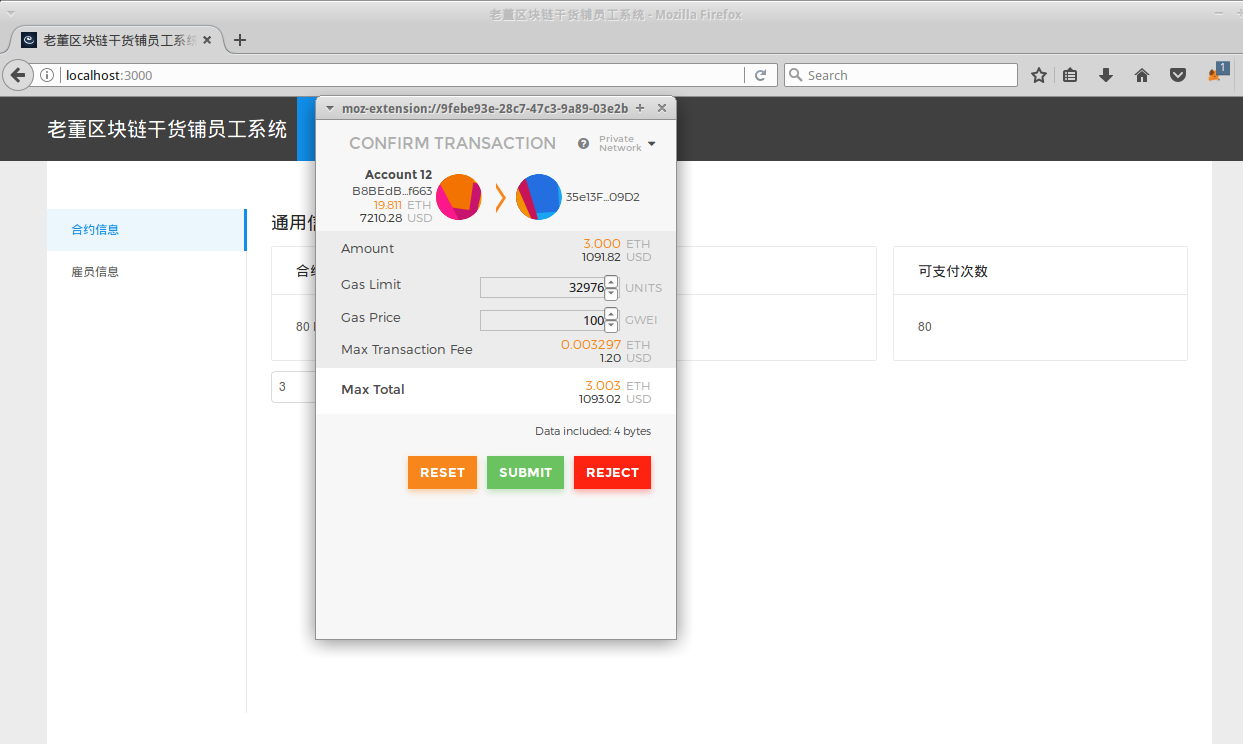 老董区块链干货铺员工系统 - Mozilla Firefox
老董区块链干货铺员工系统
localhost:3000
Search
1
老董区块链干货铺员工系统
moz-extension://9febe93e-28c7-47c3-9a89-03e2b
CONFIRM TRANSACTION
Private
Network
Account 12
B8BEdB...f663
19.811 ETH
7210.28 USD
35e13F...09D2
合约信息
雇员信息
通用信
合约
80
可支付次数
80
3
Amount
3.000 ETH
1091.82 USD
Gas Limit
32976 UNITS
Gas Price
100 GWEI
Max Transaction Fee
0.003297 ETH
1.20 USD
Max Total
3.003 ETH
1093.02 USD
Data included: 4 bytes
RESET
SUBMIT
REJECT